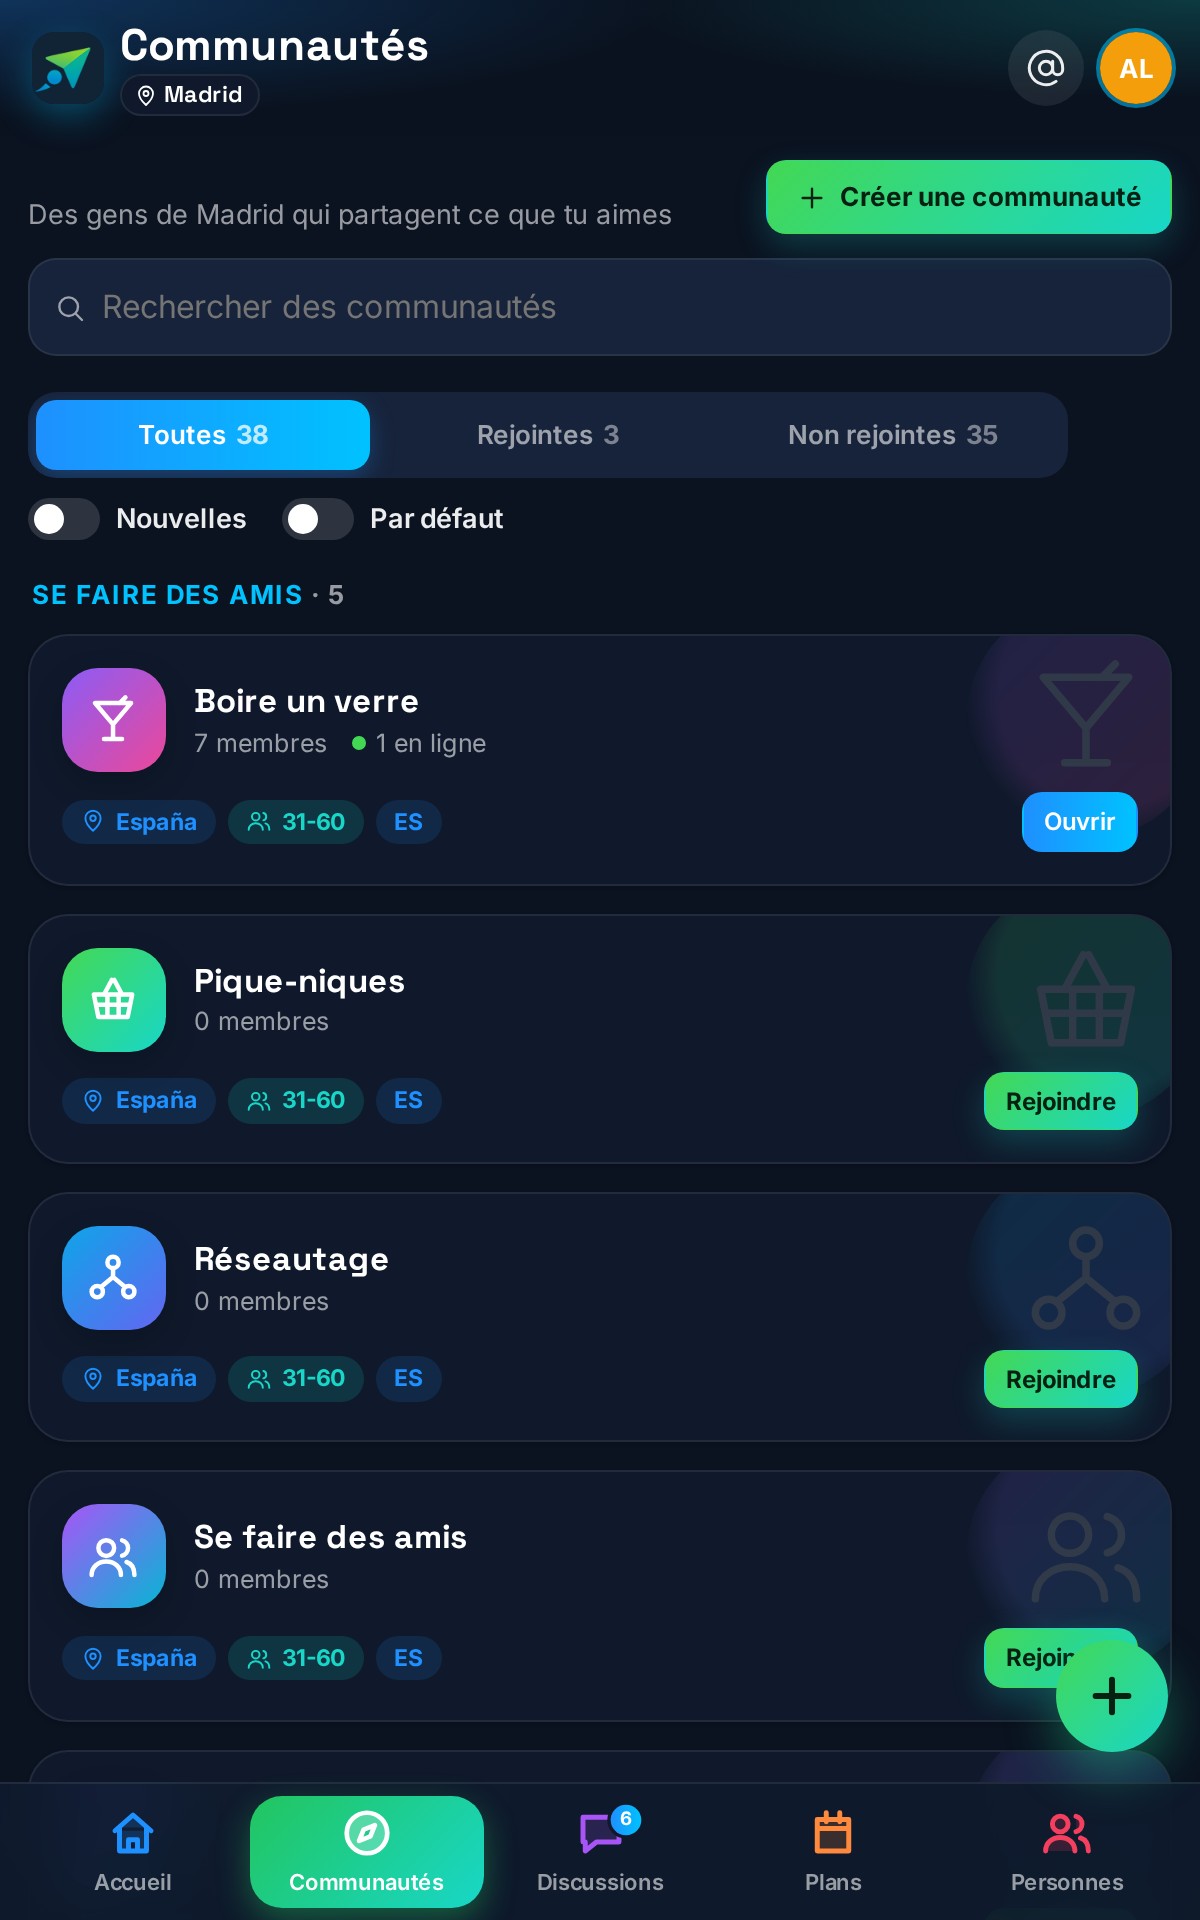 Communautés
Madrid
@
AL
Des gens de Madrid qui partagent ce que tu aimes
Créer une communauté
Rechercher des communautés
Toutes 38
Rejointes 3
Non rejointes 35
Nouvelles
Par défaut
SE FAIRE DES AMIS · 5
Boire un verre
7 membres 1 en ligne
España 31-60 ES
Ouvrir
Pique-niques
0 membres
España 31-60 ES
Rejoindre
Réseautage
0 membres
España 31-60 ES
Rejoindre
Se faire des amis
0 membres
España 31-60 ES
6
Accueil
Communautés
Discussions
Plans
Personnes